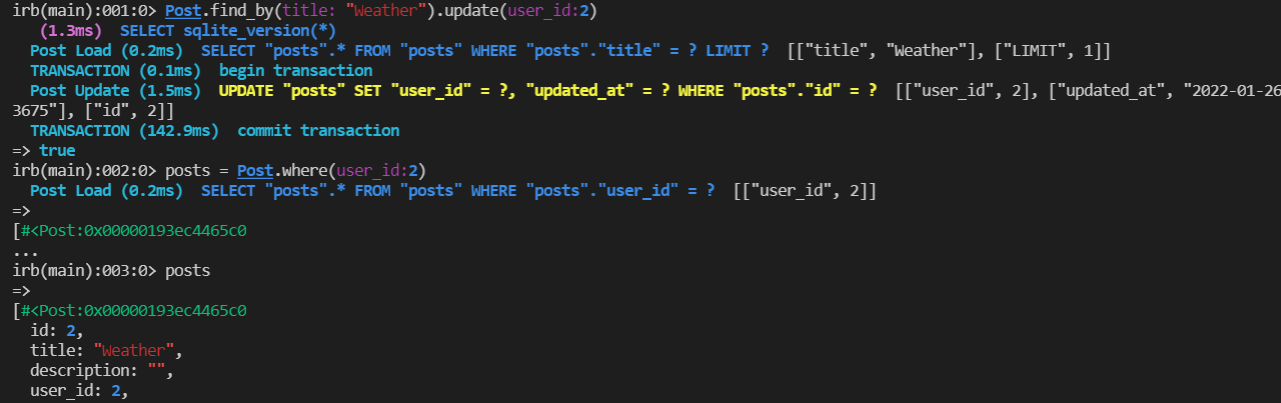 irb(main):001:0> Post.find_by(title: "Weather").update(user_id:2)
(1.3ms)  SELECT sqlite_version(*)
Post Load (0.2ms)  SELECT "posts".* FROM "posts" WHERE "posts"."title" = ? LIMIT ?  [["title", "Weather"], ["LIMIT", 1]]
TRANSACTION (0.1ms)  begin transaction
Post Update (1.5ms)  UPDATE "posts" SET "user_id" = ?, "updated_at" = ? WHERE "posts"."id" = ?  [["user_id", 2], ["updated_at", "2022-01-26
3675"], ["id", 2]]
TRANSACTION (142.9ms)  commit transaction
=> true
irb(main):002:0> posts = Post.where(user_id:2)
Post Load (0.2ms)  SELECT "posts".* FROM "posts" WHERE "posts"."user_id" = ?  [["user_id", 2]]
=>
[#<Post:0x00000193ec4465c0
...
irb(main):003:0> posts
=>
[#<Post:0x00000193ec4465c0
id: 2,
title: "Weather",
description: "",
user_id: 2,